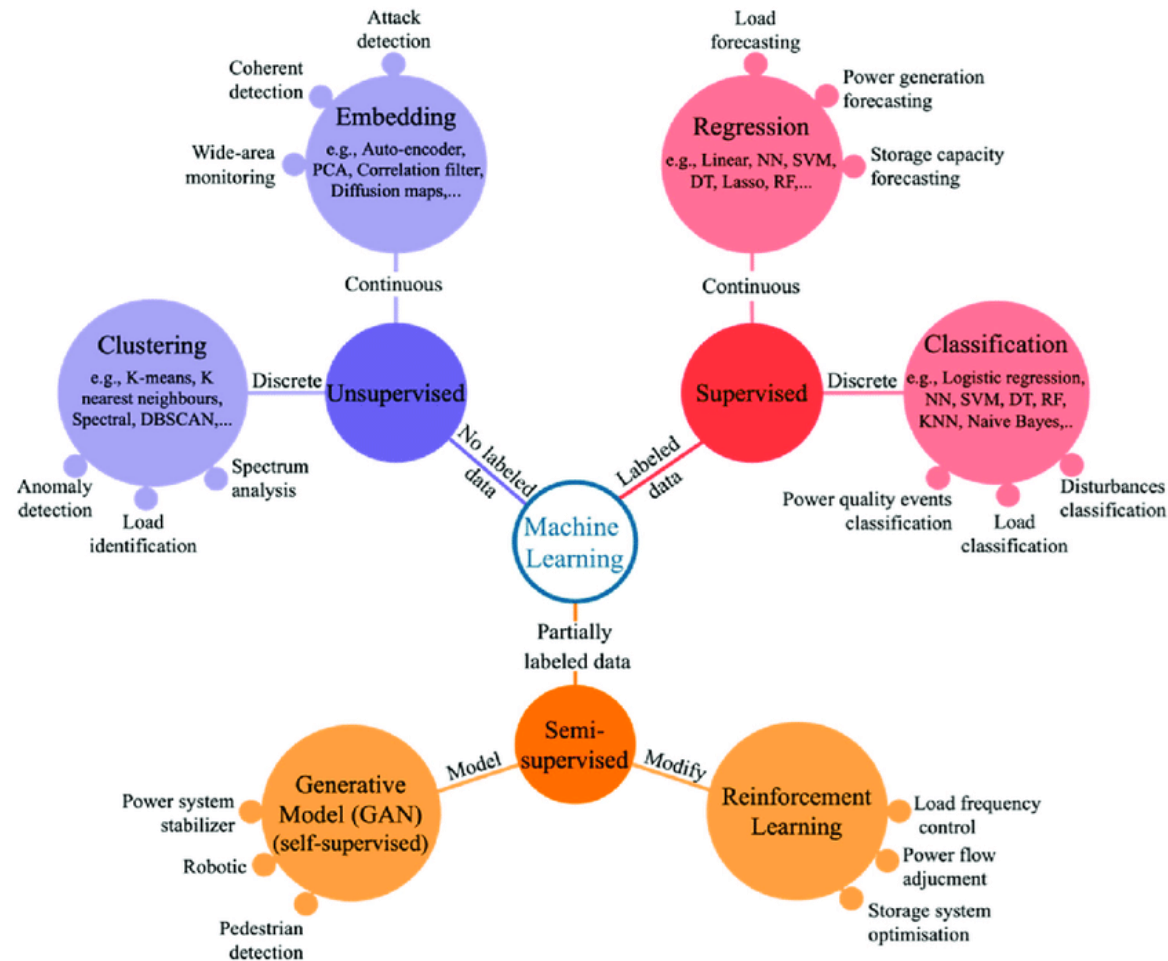 Attack
detection
Coherent
detection
Wide-area
monitoring
Embedding
e.g., Auto-encoder,
PCA, Correlation filter,
Diffusion maps,...
Continuous
Clustering
e.g., K-means, K
nearest neighbours,
Spectral, DBSCAN,...
Discrete
Unsupervised
Anomaly
detection
Load
identification
Spectrum
analysis
No labeled
data
Load
forecasting
Power generation
forecasting
Storage capacity
forecasting
Regression
e.g., Linear, NN, SVM,
DT, Lasso, RF,...
Continuous
Supervised
Discrete
Classification
e.g., Logistic regression,
NN, SVM, DT, RF,
KNN, Naive Bayes,..
Power quality events
classification
Load
classification
Disturbances
classification
Labeled
data
Machine
Learning
Partially
labeled data
Semi-
supervised
Model
Generative
Model (GAN)
(self-supervised)
Power system
stabilizer
Robotic
Pedestrian
detection
Modify
Reinforcement
Learning
Load frequency
control
Power flow
adjucment
Storage system
optimisation